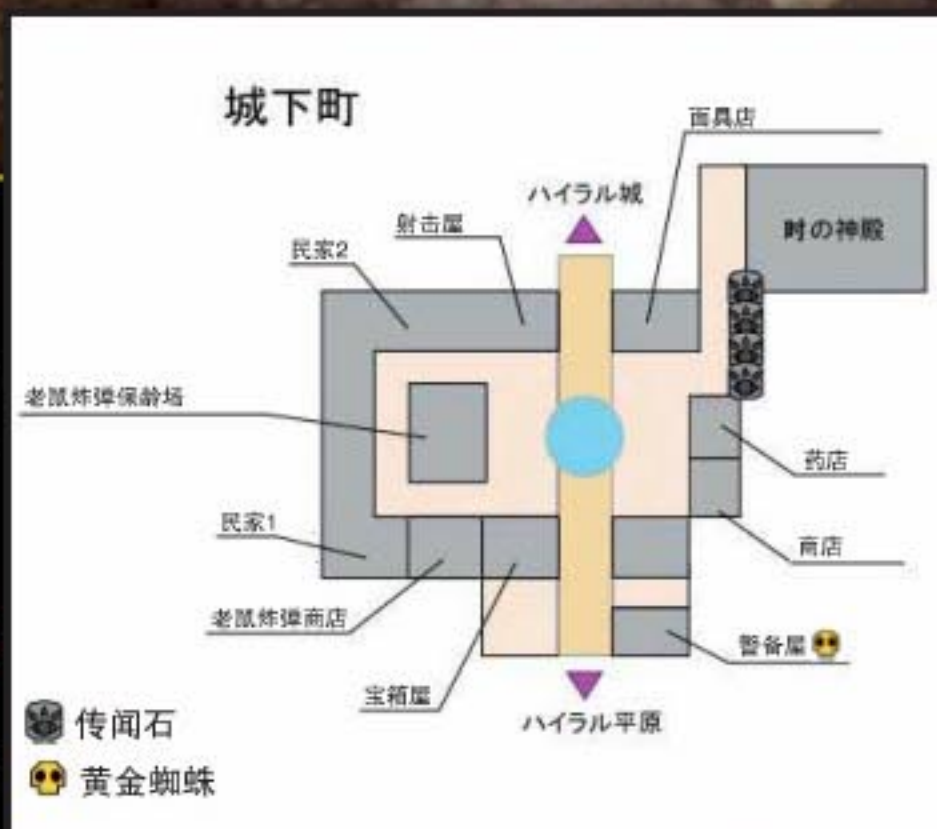 城下町
面具店
ハイラル城
时の神殿
射击屋
民家2
老鼠炸弹保龄场
药店
民家1
商店
老鼠炸弹商店
警备屋
宝箱屋
ハイラル平原
传闻石
黄金蜘蛛